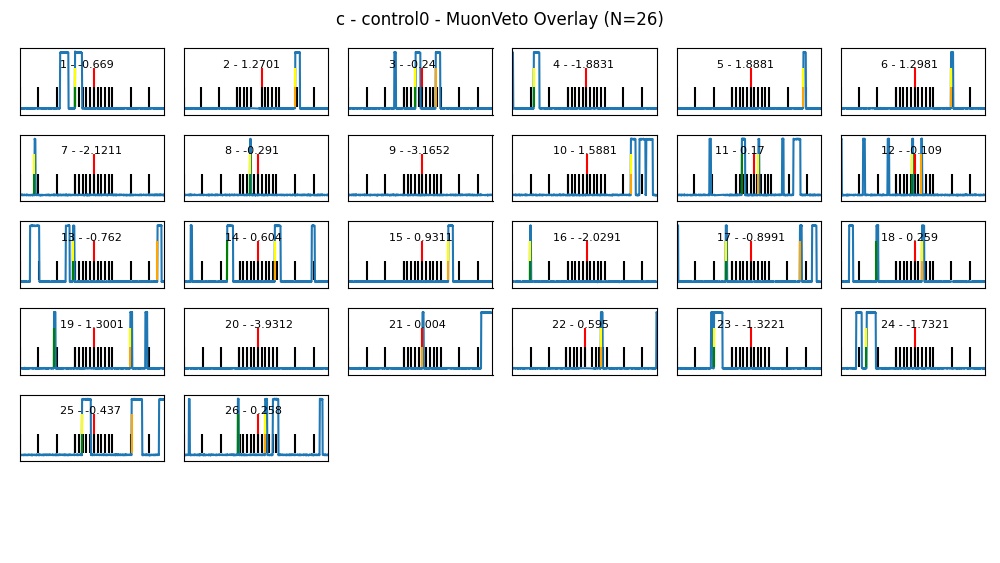 c - control0 - MuonVeto Overlay (N=26)
1 - -0.669
2 - 1.2701
3 - -0.24
4 - -1.8831
5 - 1.8881
6 - 1.2981
7 - -2.1211
8 - -0.291
9 - -3.1652
10 - 1.5881
11 - 0.17
12 - -0.109
13 - -0.762
14 - 0.604
15 - 0.9311
16 - -2.0291
17 - -0.8991
18 - 0.259
19 - 1.3001
20 - -3.9312
21 - 0.004
22 - 0.595
23 - -1.3221
24 - -1.7321
25 - -0.437
26 - 0.258